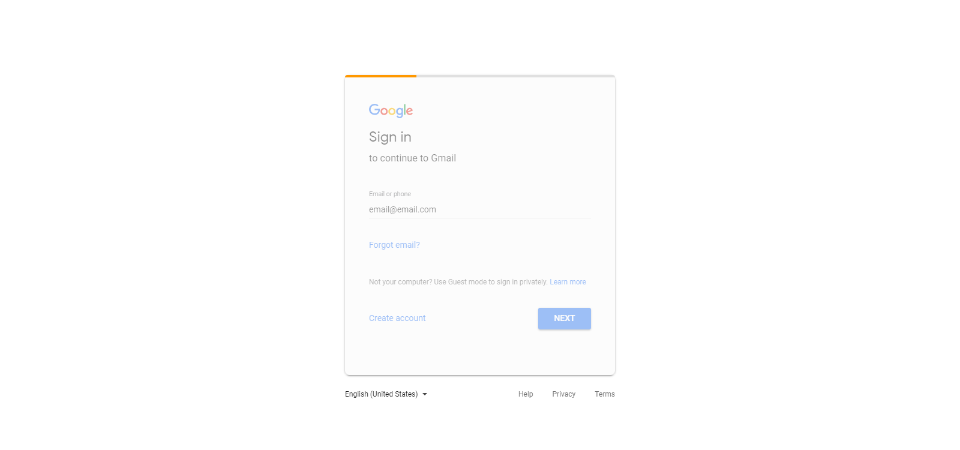 Google
Sign in
to continue to Gmail
Email or phone
email@email.com
Forgot email?
Not your computer? Use Guest mode to sign in privately. Learn more
Create account NEXT
English (United States) Help Privacy Terms